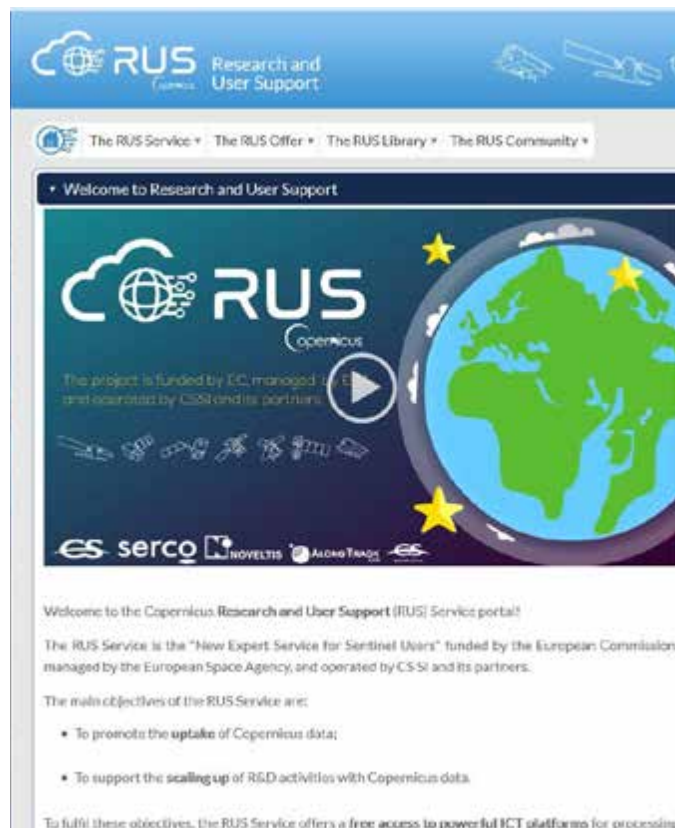 RUS
Copernicus
Research and
User Support
The RUS Service The RUS Offer The RUS Library The RUS Community
Welcome to Research and User Support
RUS
Copernicus
The project is funded by EC, managed by
and operated by CSSI and its partners
CS serco NOVELTIS ALONG TRACK CS
Welcome to the Copernicus Research and User Support (RUS) Service portal!
The RUS Service is the "New Expert Service for Sentinel Users" funded by the European Commission
managed by the European Space Agency, and operated by CS SI and its partners.
The main objectives of the RUS Service are:
• To promote the uptake of Copernicus data;
• To support the scaling up of R&D activities with Copernicus data.
To fulfil these objectives, the RUS Service offers a free access to powerful ICT platforms for processing